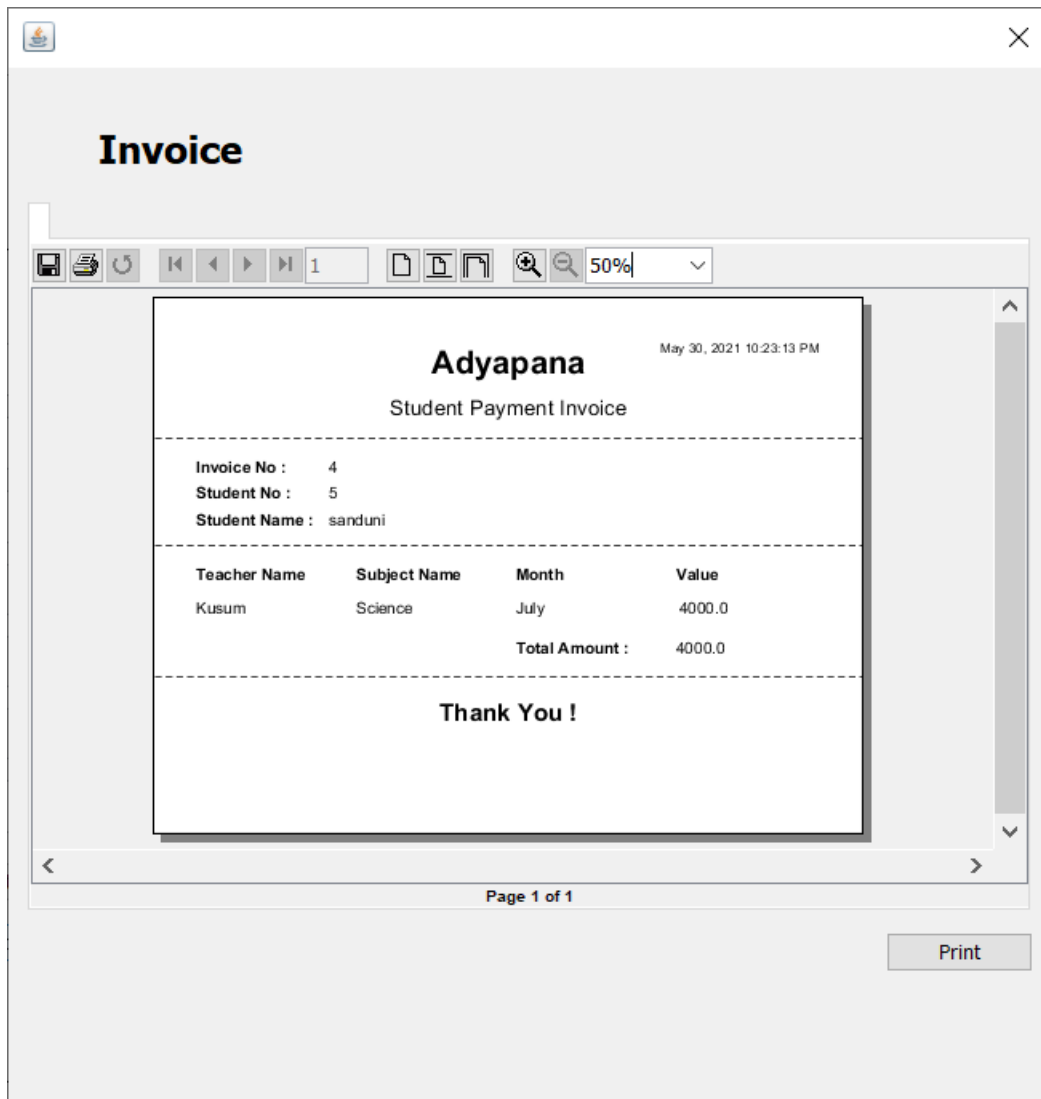 Invoice
1
50%
May 30, 2021 10:23:13 PM
Adyapana
Student Payment Invoice
Invoice No : 4
Student No : 5
Student Name : sanduni
Teacher Name Subject Name Month Value
Kusum Science July 4000.0
Total Amount : 4000.0
Thank You !
Page 1 of 1
Print